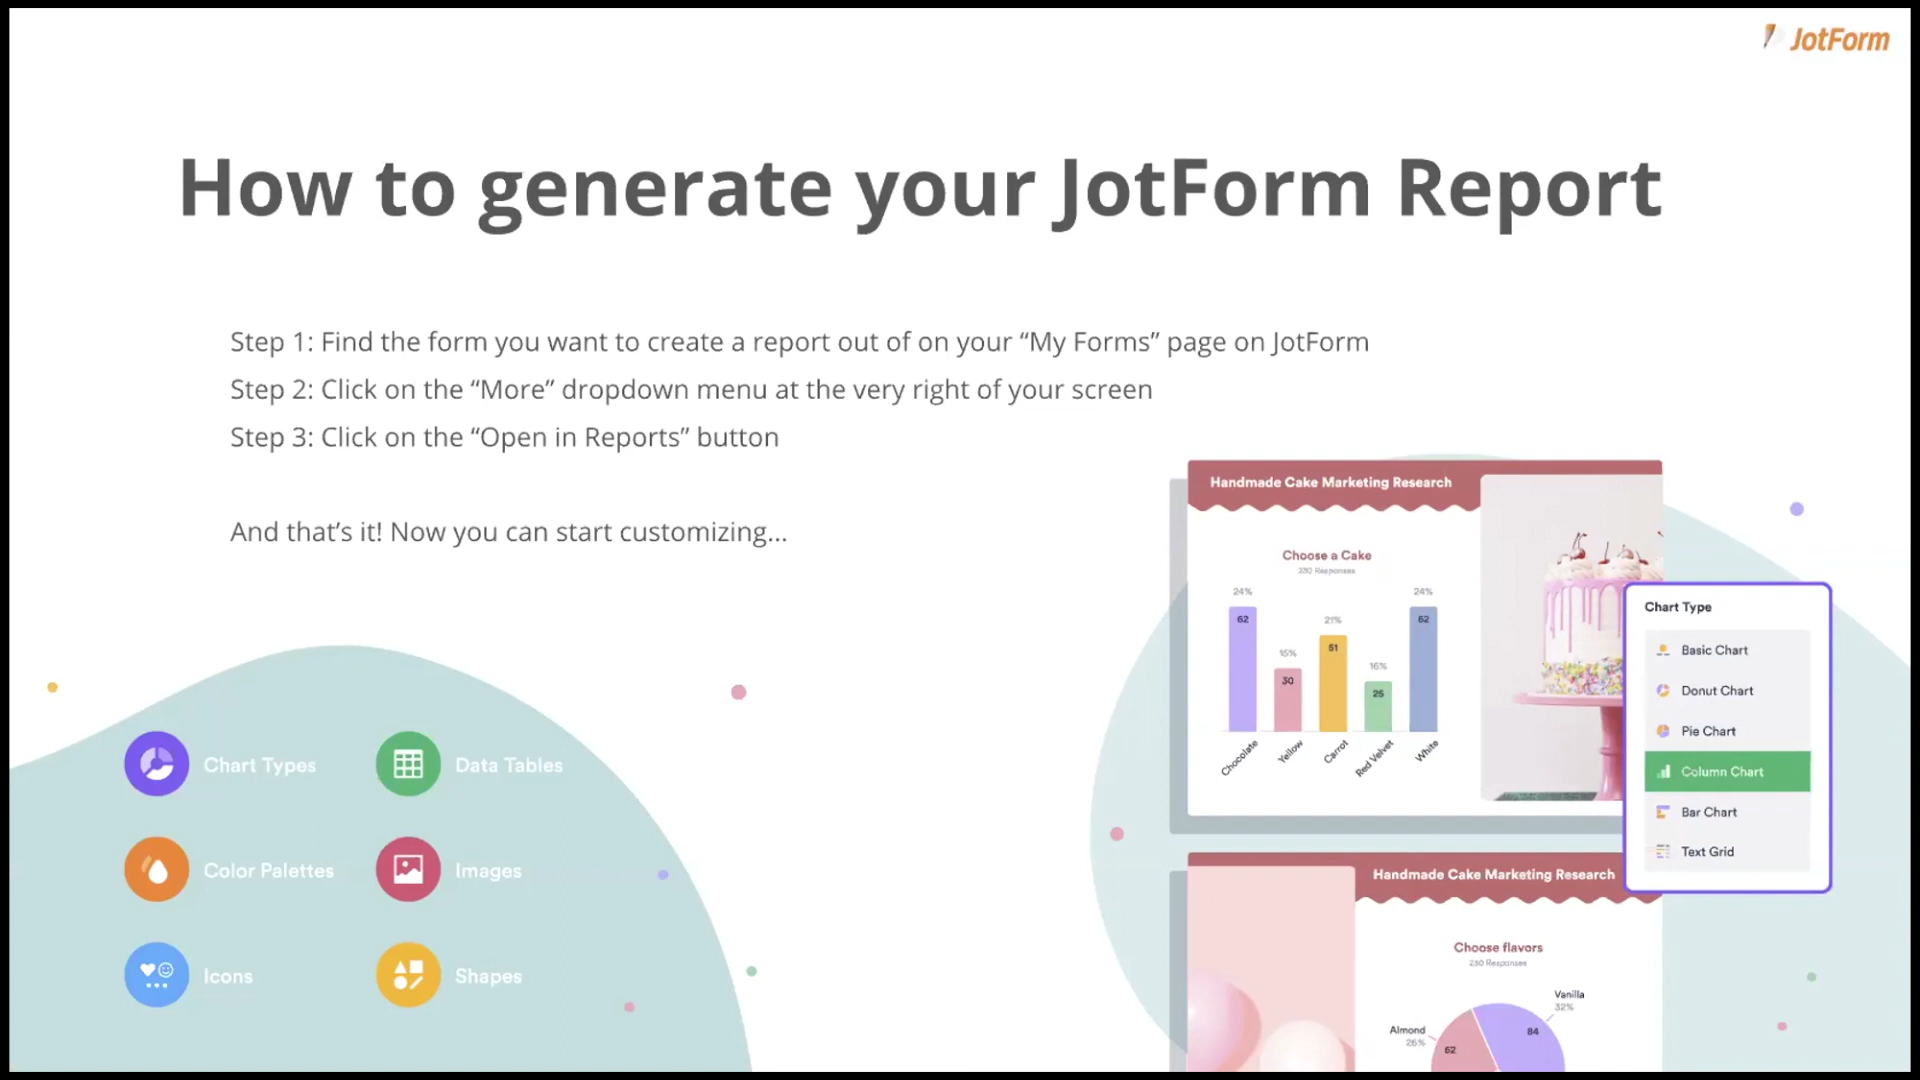 JotForm
How to generate your JotForm Report
Step 1: Find the form you want to create a report out of on your “My Forms” page on JotForm
Step 2: Click on the “More” dropdown menu at the very right of your screen
Step 3: Click on the “Open in Reports” button
And that’s it! Now you can start customizing...
Chart Types
Data Tables
Color Palettes
Images
Icons
Shapes
Handmade Cake Marketing Research
Choose a Cake
230 Responses
24%
15%
21%
16%
24%
62
30
51
26
62
Chocolate
Yellow
Carrot
Red Velvet
White
Chart Type
Basic Chart
Donut Chart
Pie Chart
Column Chart
Bar Chart
Text Grid
Handmade Cake Marketing Research
Choose flavors
230 Responses
Vanilla
32%
84
Almond
26%
62